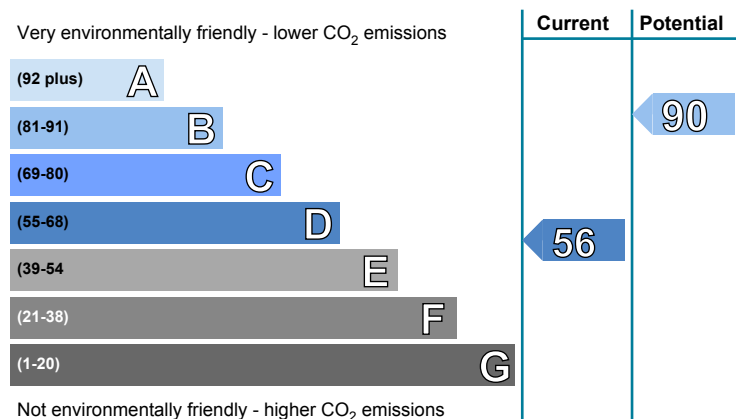 Very environmentally friendly - lower CO₂ emissions
Current
Potential
(92 plus) A
(81-91) B
(69-80) C
(55-68) D
(39-54 E
(21-38) F
(1-20) G
90
56
Not environmentally friendly - higher CO₂ emissions